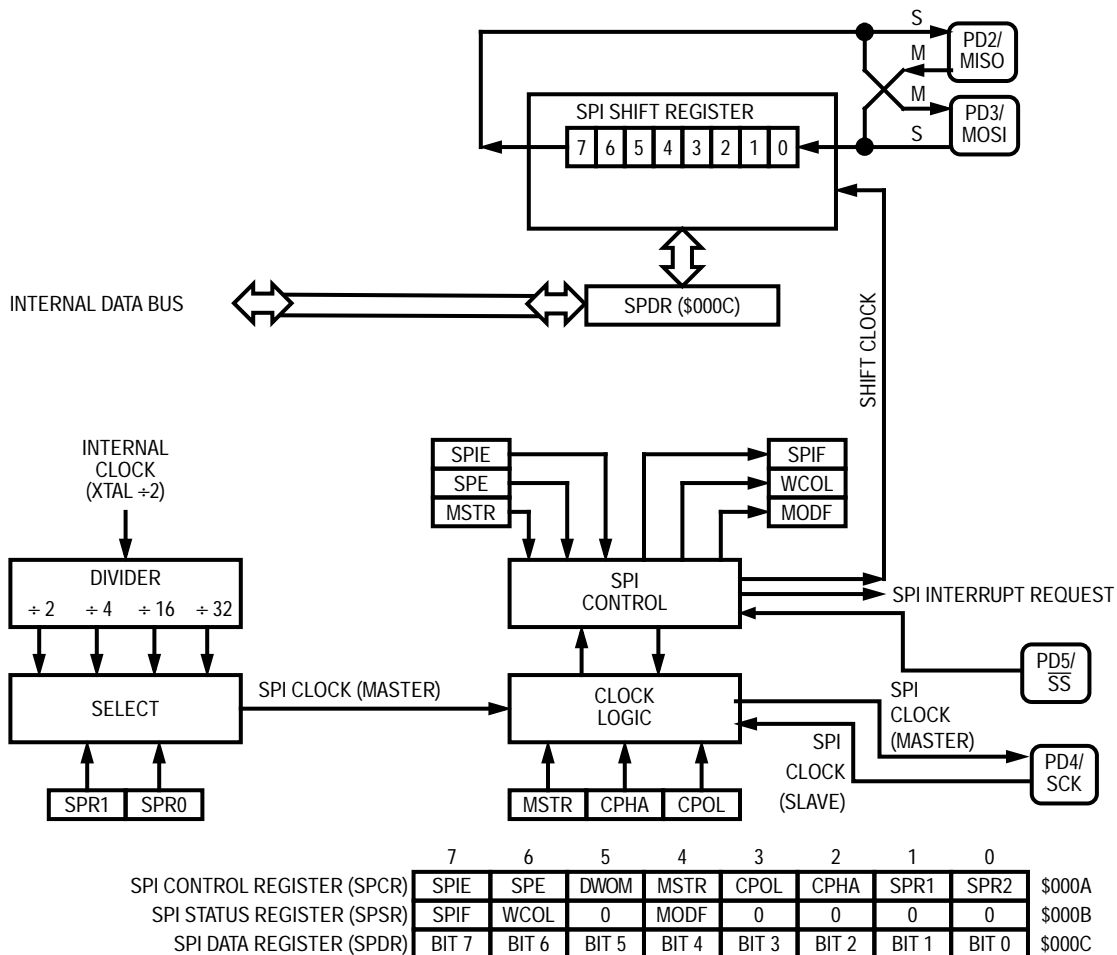 S
PD2/
MISO
M
M
PD3/
MOSI
S
SPI SHIFT REGISTER
7 6 5 4 3 2 1 0
INTERNAL DATA BUS
SPDR ($000C)
SHIFT CLOCK
INTERNAL
CLOCK
(XTAL ÷2)
SPIE
SPE
MSTR
SPIF
WCOL
MODF
DIVIDER
÷ 2 ÷ 4 ÷ 16 ÷ 32
SPI
CONTROL
SPI INTERRUPT REQUEST
PD5/
SS
SELECT
SPI CLOCK (MASTER)
CLOCK
LOGIC
SPI
CLOCK
(MASTER)
SPI
CLOCK
(SLAVE)
PD4/
SCK
SPR1 SPR0
MSTR CPHA CPOL
7 6 5 4 3 2 1 0
SPI CONTROL REGISTER (SPCR) SPIE SPE DWOM MSTR CPOL CPHA SPR1 SPR2 $000A
SPI STATUS REGISTER (SPSR) SPIF WCOL 0 MODF 0 0 0 0 $000B
SPI DATA REGISTER (SPDR) BIT 7 BIT 6 BIT 5 BIT 4 BIT 3 BIT 2 BIT 1 BIT 0 $000C